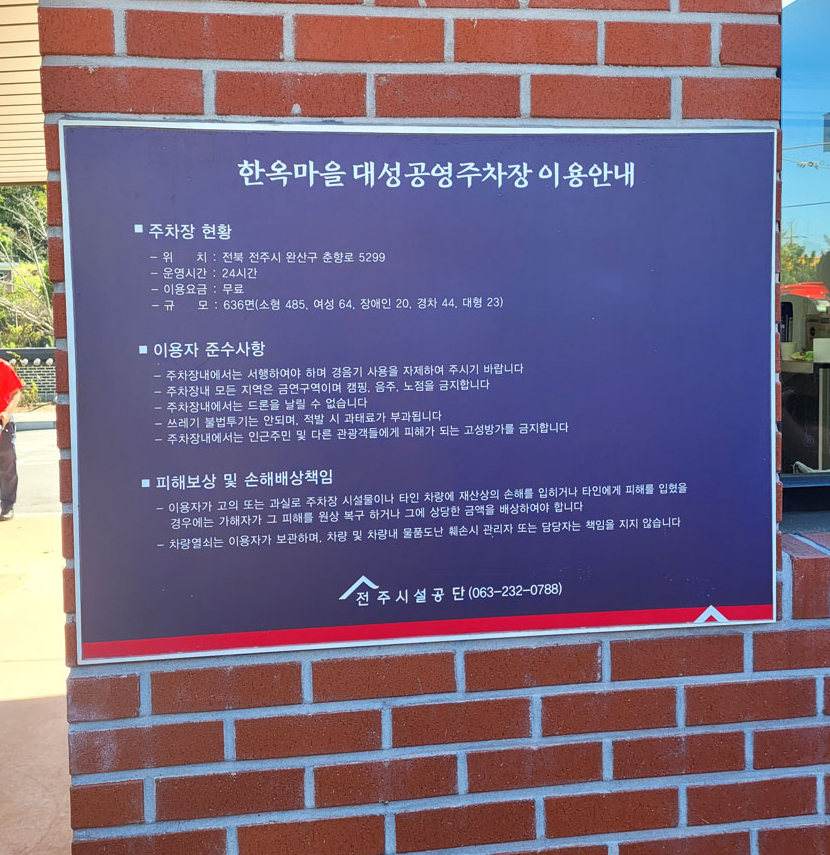 한옥마을 대성공영주차장 이용안내
■ 주차장 현황
– 위 치 : 전북 전주시 완산구 춘향로 5299
– 운영시간 : 24시간
– 이용요금 : 무료
– 규 모 : 636면(소형 485, 여성 64, 장애인 20, 경차 44, 대형 23)
■ 이용자 준수사항
– 주차장내에서는 서행하여야 하며 경음기 사용을 자제하여 주시기 바랍니다
– 주차장내 모든 지역은 금연구역이며 캠핑, 음주, 노점을 금지합니다
– 주차장내에서는 드론을 날릴 수 없습니다
– 쓰레기 불법투기는 안되며, 적발 시 과태료가 부과됩니다
– 주차장내에서는 인근주민 및 다른 관광객들에게 피해가 되는 고성방가를 금지합니다
■ 피해보상 및 손해배상책임
– 이용자가 고의 또는 과실로 주차장 시설물이나 타인 차량에 재산상의 손해를 입히거나 타인에게 피해를 입혔을
경우에는 가해자가 그 피해를 원상 복구 하거나 그에 상당한 금액을 배상하여야 합니다
– 차량열쇠는 이용자가 보관하며, 차량 및 차량내 물품도난 훼손시 관리자 또는 담당자는 책임을 지지 않습니다
전주시설공단(063-232-0788)